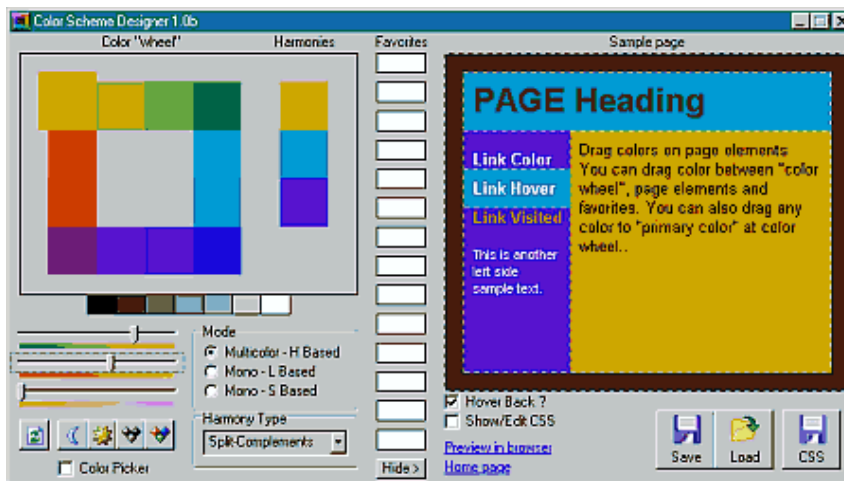 Color Scheme Designer 1.0b
Color "wheel"
Harmonies
Favorites
Sample page
PAGE Heading
Link Color
Link Hover
Link Visited
This is another
left side
sample text.
Drag colors on page elements
You can drag color between "color
wheel", page elements and
favorites. You can also drag any
color to "primary color" at color
wheel..
Mode
Multicolor - H Based
Mono - L Based
Mono - S Based
Harmony Type
Split-Complements
Color Picker
Hide >
Hover Back ?
Show/Edit CSS
Preview in browser
Home page
Save
Load
CSS